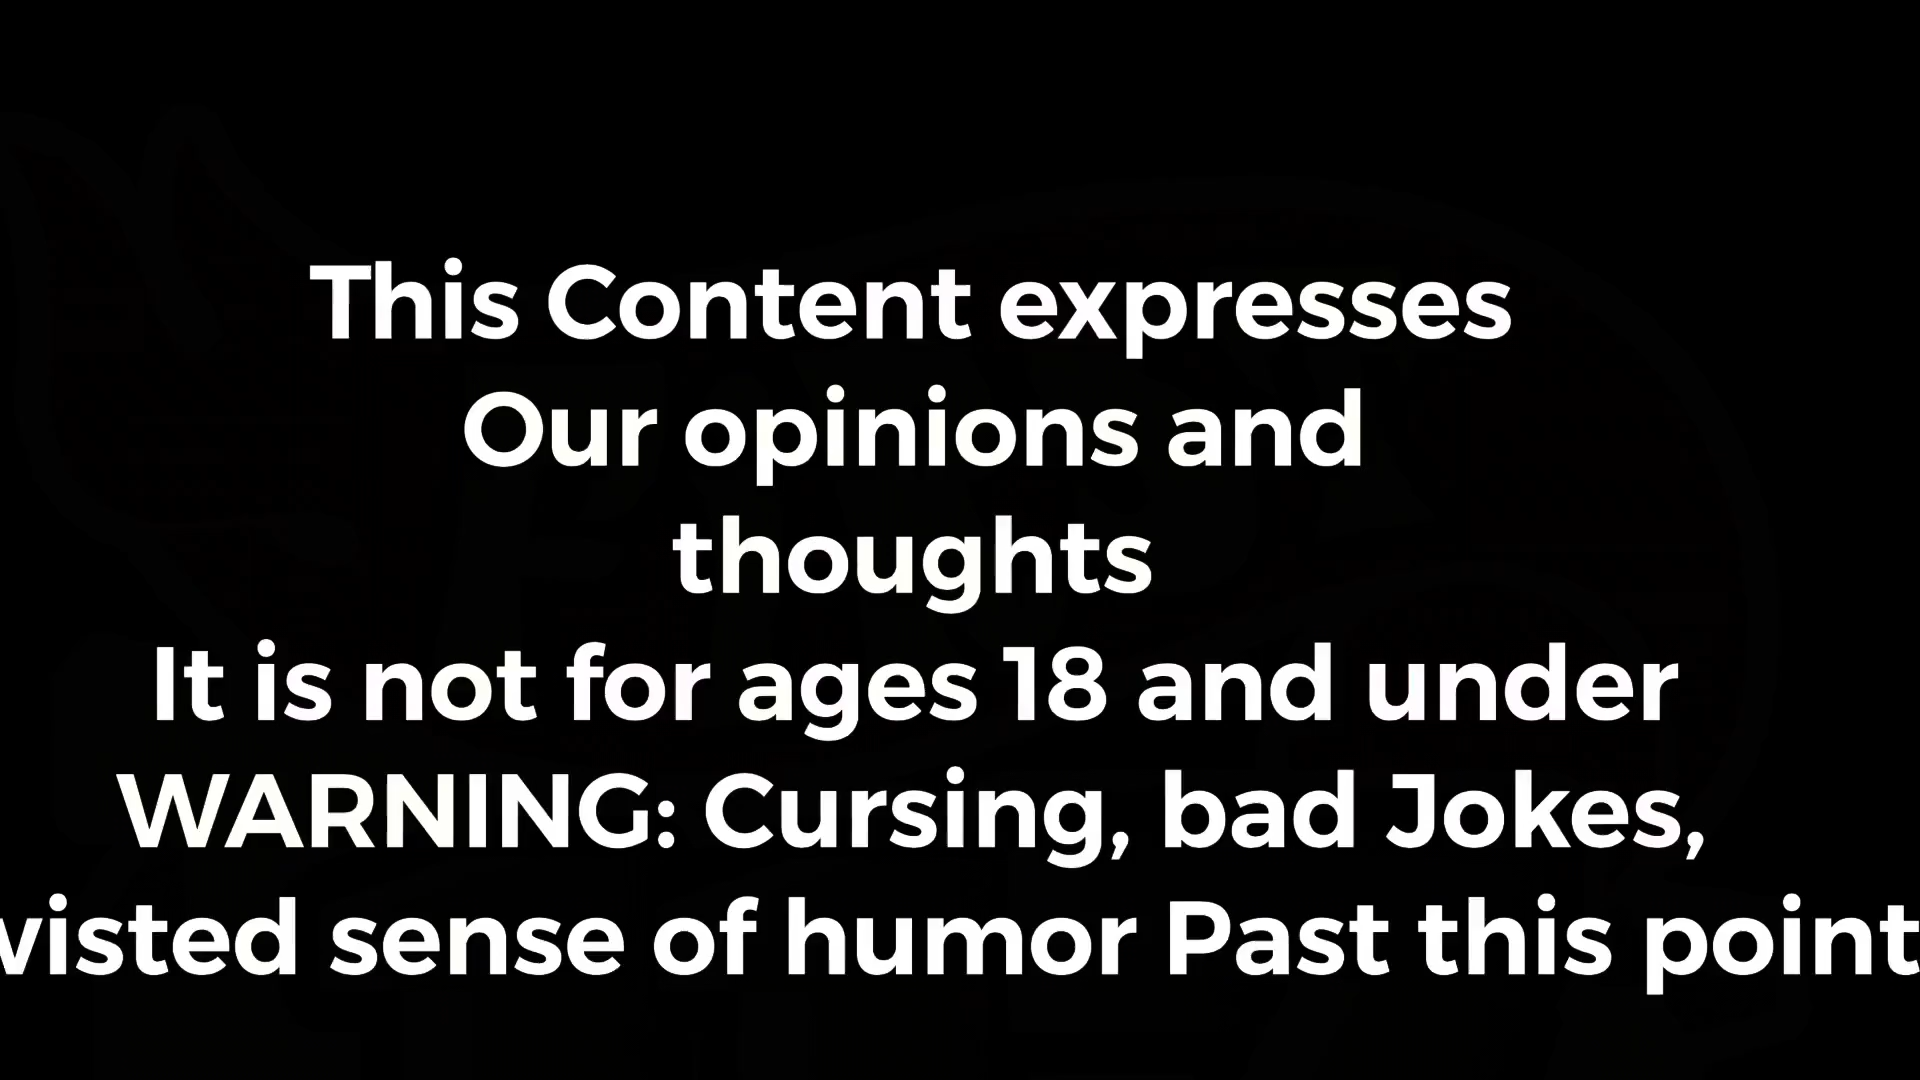 This Content expresses
Our opinions and
thoughts
It is not for ages 18 and under
WARNING: Cursing, bad Jokes,
wisted sense of humor Past this point